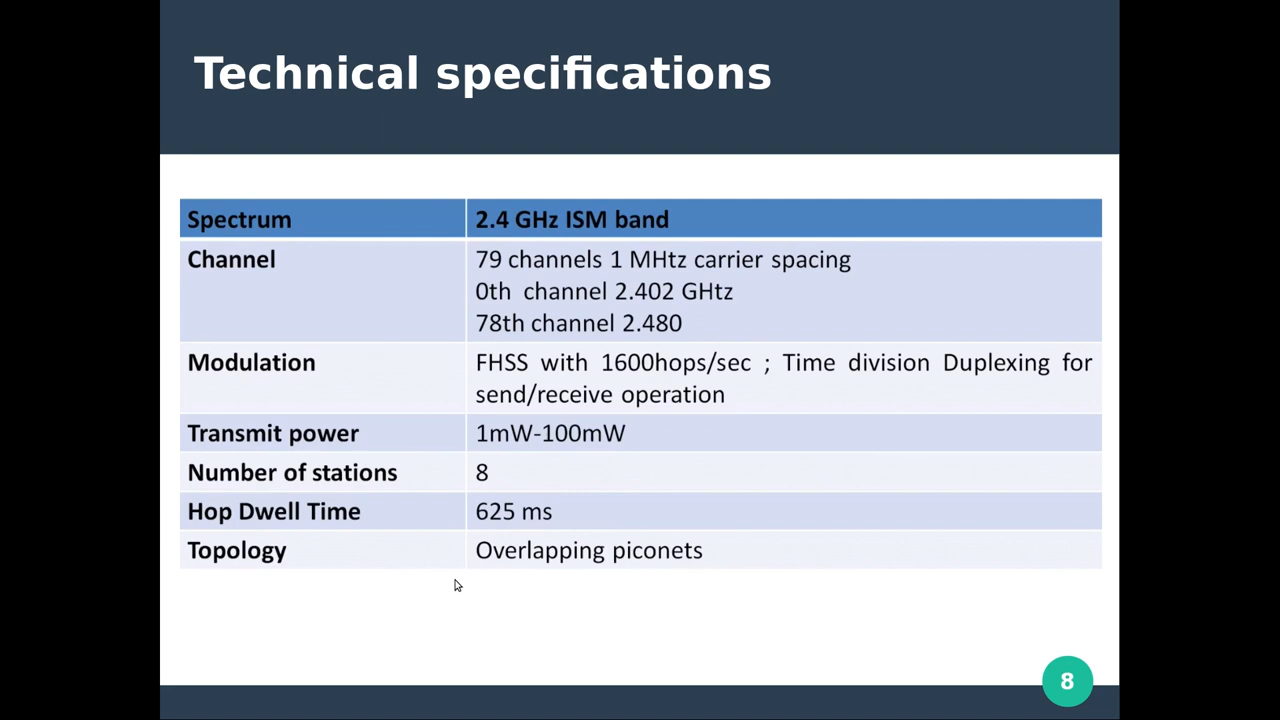 Technical specifications
Spectrum 2.4 GHz ISM band
Channel 79 channels 1 MHtz carrier spacing
0th channel 2.402 GHtz
78th channel 2.480
Modulation FHSS with 1600hops/sec ; Time division Duplexing for
send/receive operation
Transmit power 1mW-100mW
Number of stations 8
Hop Dwell Time 625 ms
Topology Overlapping piconets
8